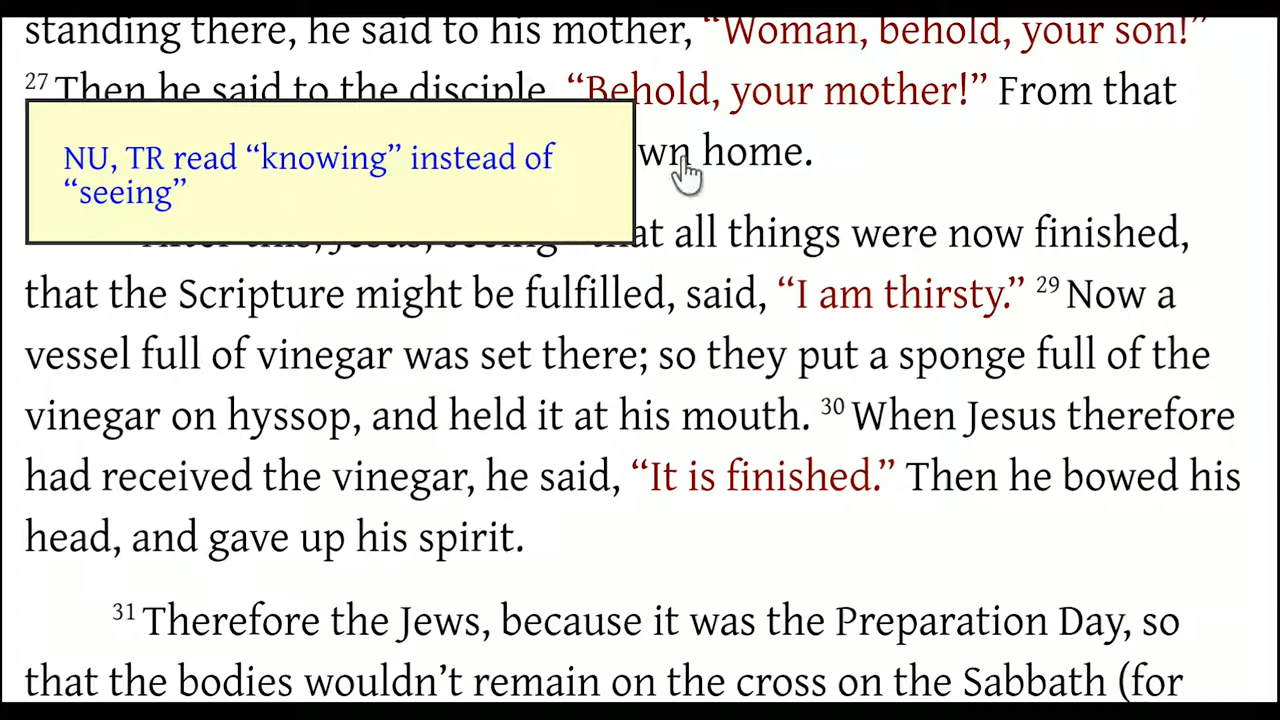 standing there, he said to his mother, “Woman, behold, your son!”
27 Then he said to the disciple, “Behold, your mother!” From that
NU, TR read “knowing” instead of
“seeing”
wn home.
After this, Jesus, seeing that all things were now finished,
that the Scripture might be fulfilled, said, “I am thirsty.” 29 Now a
vessel full of vinegar was set there; so they put a sponge full of the
vinegar on hyssop, and held it at his mouth. 30 When Jesus therefore
had received the vinegar, he said, “It is finished.” Then he bowed his
head, and gave up his spirit.
31 Therefore the Jews, because it was the Preparation Day, so
that the bodies wouldn’t remain on the cross on the Sabbath (for